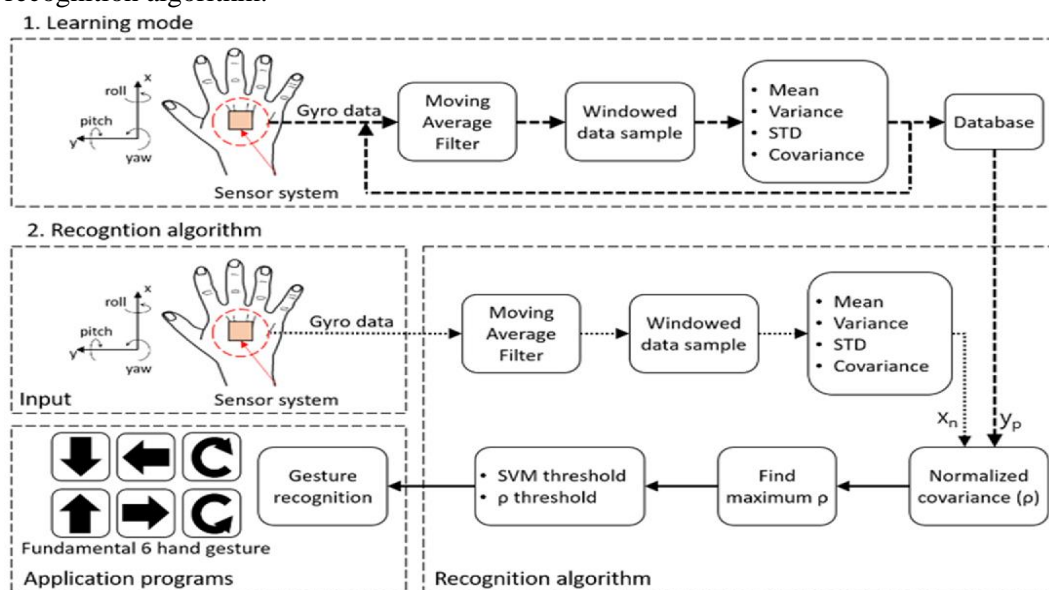 recognition algorithm.
1. Learning mode
x
roll
pitch
y
yaw
Gyro data
Sensor system
Moving
Average
Filter
Windowed
data sample
• Mean
• Variance
• STD
• Covariance
Database
2. Recogntion algorithm
x
roll
pitch
y
yaw
Gyro data
Sensor system
Input
Moving
Average
Filter
Windowed
data sample
• Mean
• Variance
• STD
• Covariance
xₙ
yₚ
Normalized
covariance (ρ)
Find
maximum ρ
• SVM threshold
• ρ threshold
Gesture
recognition
Fundamental 6 hand gesture
Application programs
Recognition algorithm